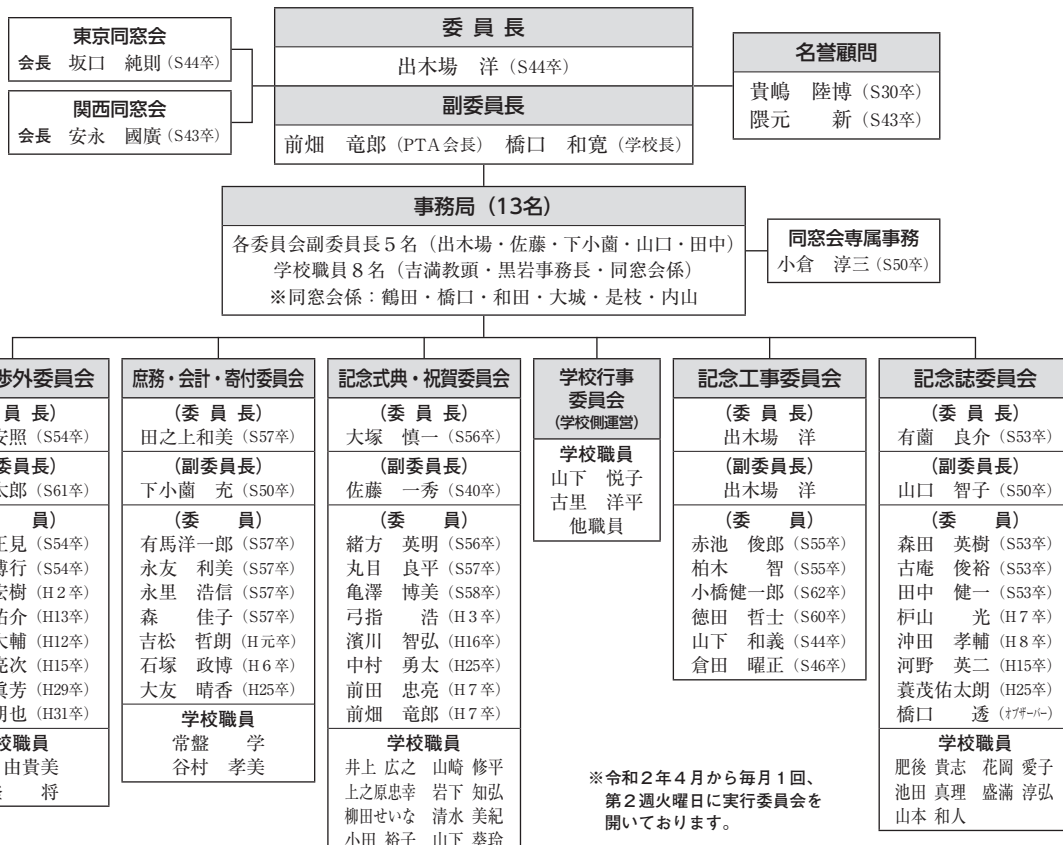 東京同窓会
会長 坂口 純則(S44卒)
関西同窓会
会長 安永 國廣(S43卒)
委員長
出木場 洋(S44卒)
副委員長
前畑 竜郎(PTA会長) 橋口 和寛(学校長)
名誉顧問
貴嶋 陸博(S30卒)
隈元 新(S43卒)
事務局(13名)
各委員会副委員長5名(出木場・佐藤・下小薗・山口・田中)
学校職員8名(吉満教頭・黒岩事務長・同窓会係)
※同窓会係:鶴田・橋口・和田・大城・是枝・内山
同窓会専属事務
小倉 淳三(S50卒)
渉外委員会
員長)
安照(S54卒)
委員長)
太郎(S61卒)
員)
正見(S54卒)
博行(S54卒)
宏樹(H2卒)
祐介(H13卒)
大輔(H12卒)
亮次(H15卒)
真芳(H29卒)
朋也(H31卒)
校職員
由貴美
将
庶務・会計・寄付委員会
(委員長)
田之上和美(S57卒)
(副委員長)
下小薗 充(S50卒)
(委員)
有馬洋一郎(S57卒)
永友 利美(S57卒)
永里 浩信(S57卒)
森 佳子(S57卒)
吉松 哲朗(H元卒)
石塚 政博(H6卒)
大友 晴香(H25卒)
学校職員
常盤 学
谷村 孝美
記念式典・祝賀委員会
(委員長)
大塚 慎一(S56卒)
(副委員長)
佐藤 一秀(S40卒)
(委員)
緒方 英明(S56卒)
丸目 良平(S57卒)
亀澤 博美(S58卒)
弓指 浩(H3卒)
濱川 智弘(H16卒)
中村 勇太(H25卒)
前田 忠亮(H7卒)
前畑 竜郎(H7卒)
学校職員
井上 広之 山崎 修平
上之原忠幸 岩下 知弘
柳田せいな 清水 美紀
小田 裕子 山下 葵玲
学校行事
委員会
(学校側運営)
学校職員
山下 悦子
古里 洋平
他職員
記念工事委員会
(委員長)
出木場 洋
(副委員長)
出木場 洋
(委員)
赤池 俊郎(S55卒)
柏木 智(S55卒)
小橋健一郎(S62卒)
徳田 哲士(S60卒)
山下 和義(S44卒)
倉田 曜正(S46卒)
※令和2年4月から毎月1回、
第2週火曜日に実行委員会を
開いております。
記念誌委員会
(委員長)
有薗 良介(S53卒)
(副委員長)
山口 智子(S50卒)
(委員)
森田 英樹(S53卒)
古庵 俊裕(S53卒)
田中 健一(S53卒)
枦山 光(H7卒)
沖田 孝輔(H8卒)
河野 英二(H15卒)
蓑茂佑太朗(H25卒)
橋口 透(オブザーバー)
学校職員
肥後 貴志 花岡 愛子
池田 真理 盛満 淳弘
山本 和人